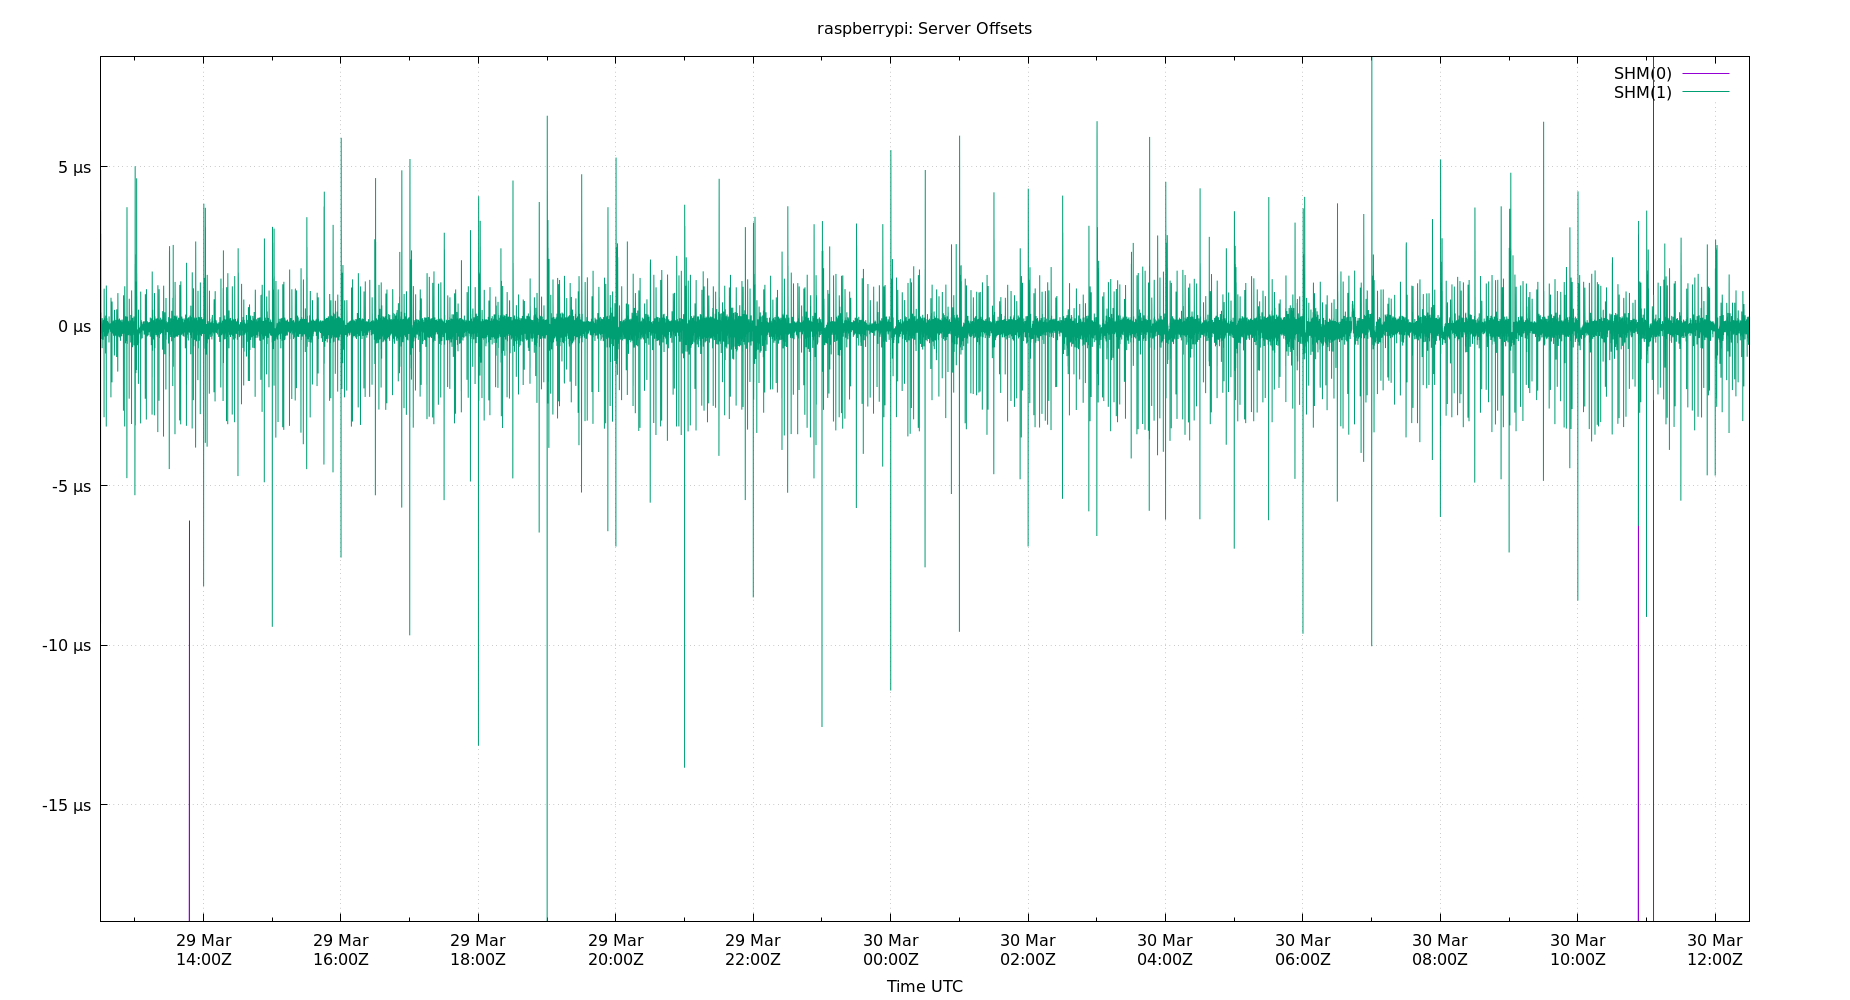 raspberrypi: Server Offsets
SHM(0)
SHM(1)
5 µs
0 µs
-5 µs
-10 µs
-15 µs
29 Mar 29 Mar 29 Mar 29 Mar 29 Mar 30 Mar 30 Mar 30 Mar 30 Mar 30 Mar 30 Mar 30 Mar
14:00Z 16:00Z 18:00Z 20:00Z 22:00Z 00:00Z 02:00Z 04:00Z 06:00Z 08:00Z 10:00Z 12:00Z
Time UTC